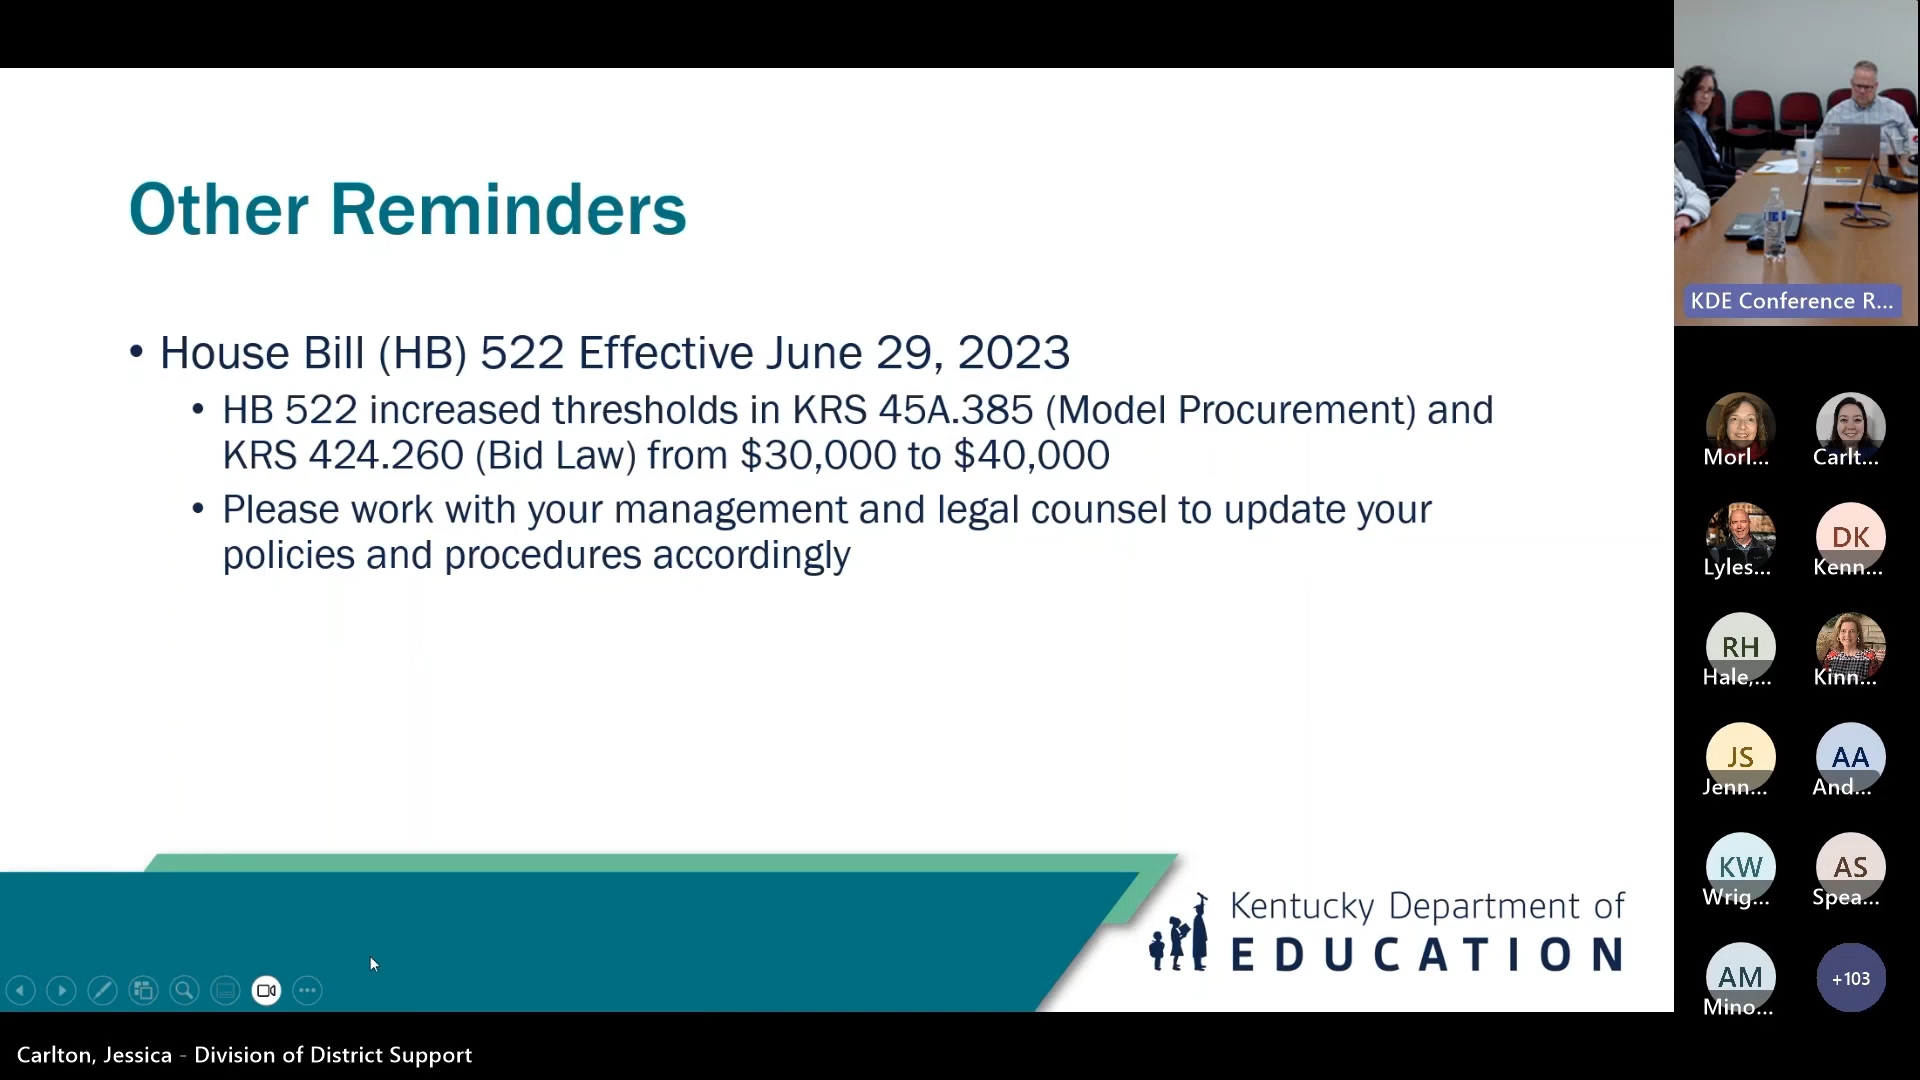 Other Reminders
• House Bill (HB) 522 Effective June 29, 2023
• HB 522 increased thresholds in KRS 45A.385 (Model Procurement) and
KRS 424.260 (Bid Law) from $30,000 to $40,000
• Please work with your management and legal counsel to update your
policies and procedures accordingly
Kentucky Department of
EDUCATION
Carlton, Jessica - Division of District Support
KDE Conference R...
Morl...
Carlt...
Lyles...
DK
Kenn...
RH
Hale,...
Kinn...
JS
Jenn...
AA
And...
KW
Wrig...
AS
Spea...
AM
Mino...
+103